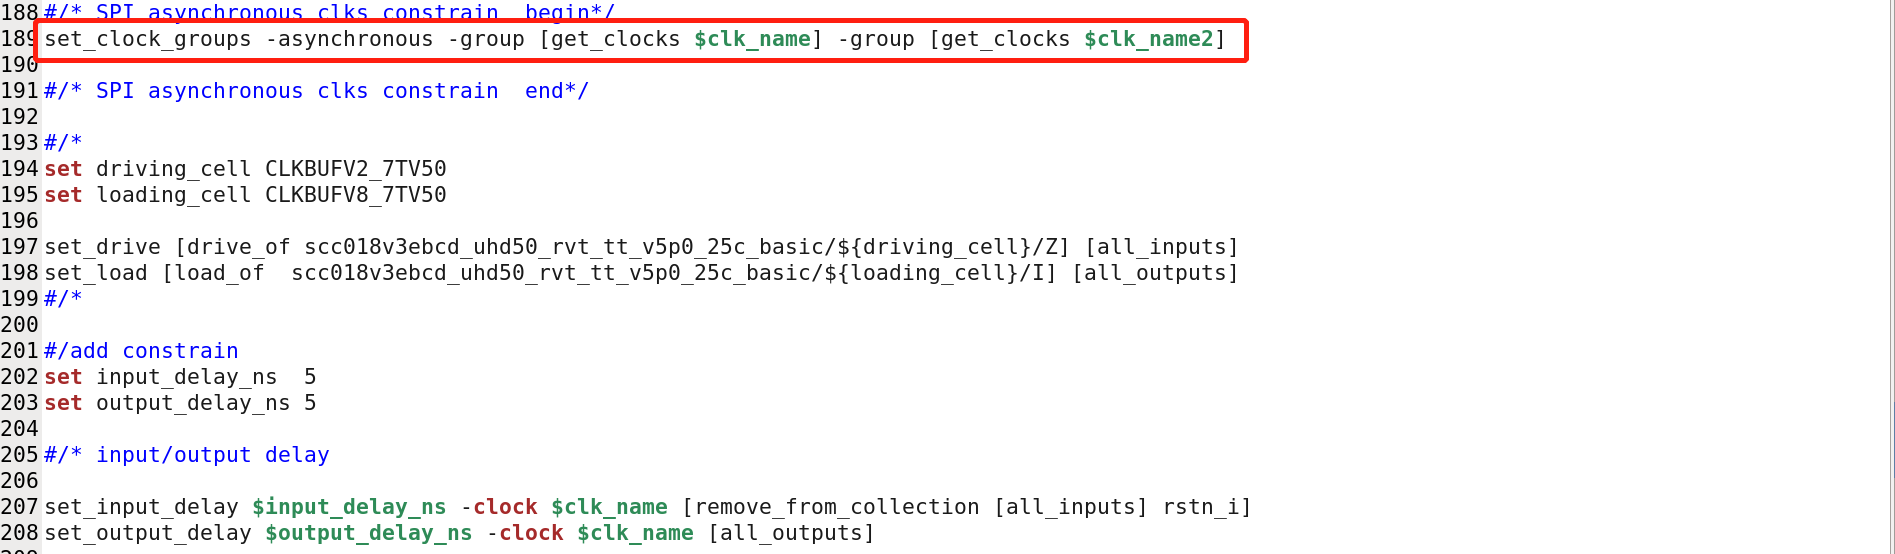 188 #/* SPI asynchronous clks constrain  begin*/
189 set_clock_groups -asynchronous -group [get_clocks $clk_name] -group [get_clocks $clk_name2]
190
191 #/* SPI asynchronous clks constrain  end*/
192
193 #/*
194 set driving_cell CLKBUFV2_7TV50
195 set loading_cell CLKBUFV8_7TV50
196
197 set_drive [drive_of scc018v3ebcd_uhd50_rvt_tt_v5p0_25c_basic/${driving_cell}/Z] [all_inputs]
198 set_load [load_of  scc018v3ebcd_uhd50_rvt_tt_v5p0_25c_basic/${loading_cell}/I] [all_outputs]
199 #/*
200
201 #/add constrain
202 set input_delay_ns  5
203 set output_delay_ns 5
204
205 #/* input/output delay
206
207 set_input_delay $input_delay_ns -clock $clk_name [remove_from_collection [all_inputs] rstn_i]
208 set_output_delay $output_delay_ns -clock $clk_name [all_outputs]